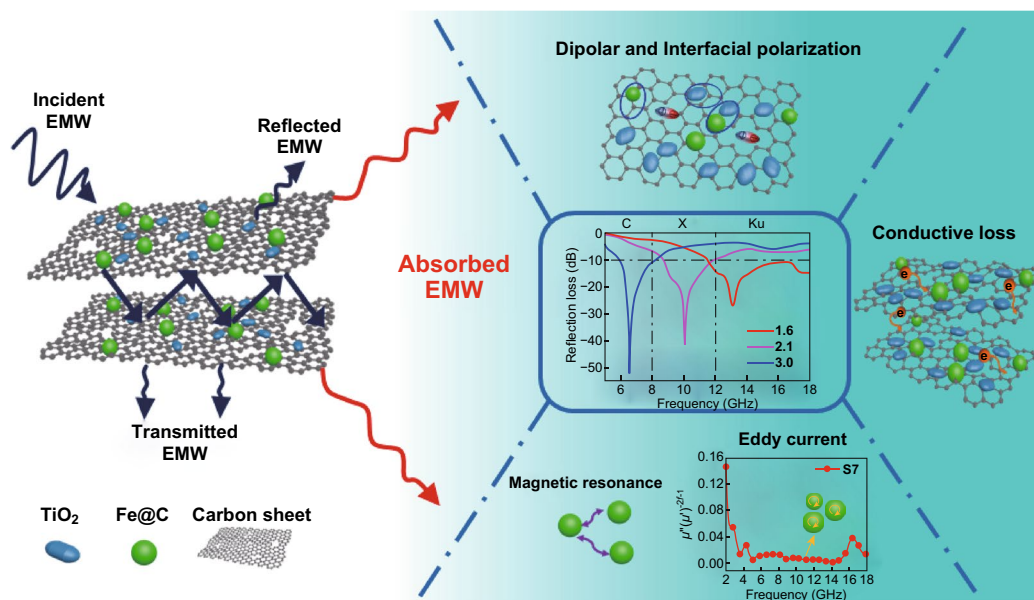 Dipolar and Interfacial polarization
Incident
EMW
Reflected
EMW
Absorbed
EMW
Transmitted
EMW
TiO₂
Fe@C
Carbon sheet
C
X
Ku
Reflection loss (dB)
0
−10
−20
−30
−40
−50
1.6
2.1
3.0
4
6
8
10
12
14
16
18
Frequency (GHz)
Conductive loss
e
e
e
e
Magnetic resonance
Eddy current
S7
μ″(μ′)⁻²f⁻¹
0.16
0.12
0.08
0.04
0.00
2
4
6
8
10
12
14
16
18
Frequency (GHz)